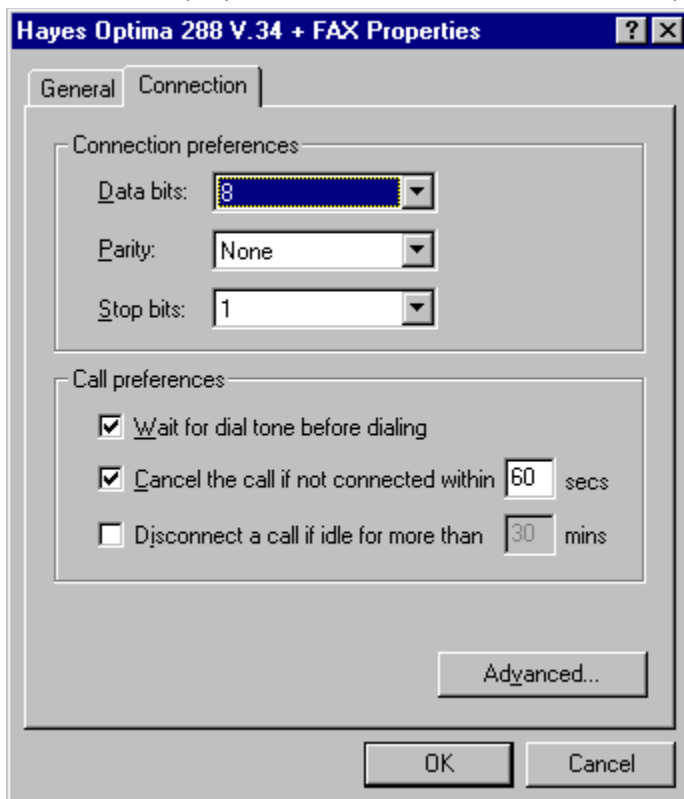 Hayes Optima 288 V.34 + FAX Properties
General Connection
Connection preferences
Data bits: 8
Parity: None
Stop bits: 1
Call preferences
Wait for dial tone before dialing
Cancel the call if not connected within 60 secs
Disconnect a call if idle for more than 30 mins
Advanced...
OK Cancel